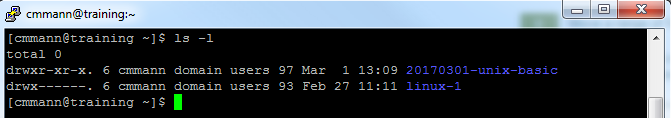 cmmann@training:~
[cmmann@training ~]$ ls -l
total 0
drwxr-xr-x. 6 cmmann domain users 97 Mar  1 13:09 20170301-unix-basic
drwx------. 6 cmmann domain users 93 Feb 27 11:11 linux-1
[cmmann@training ~]$